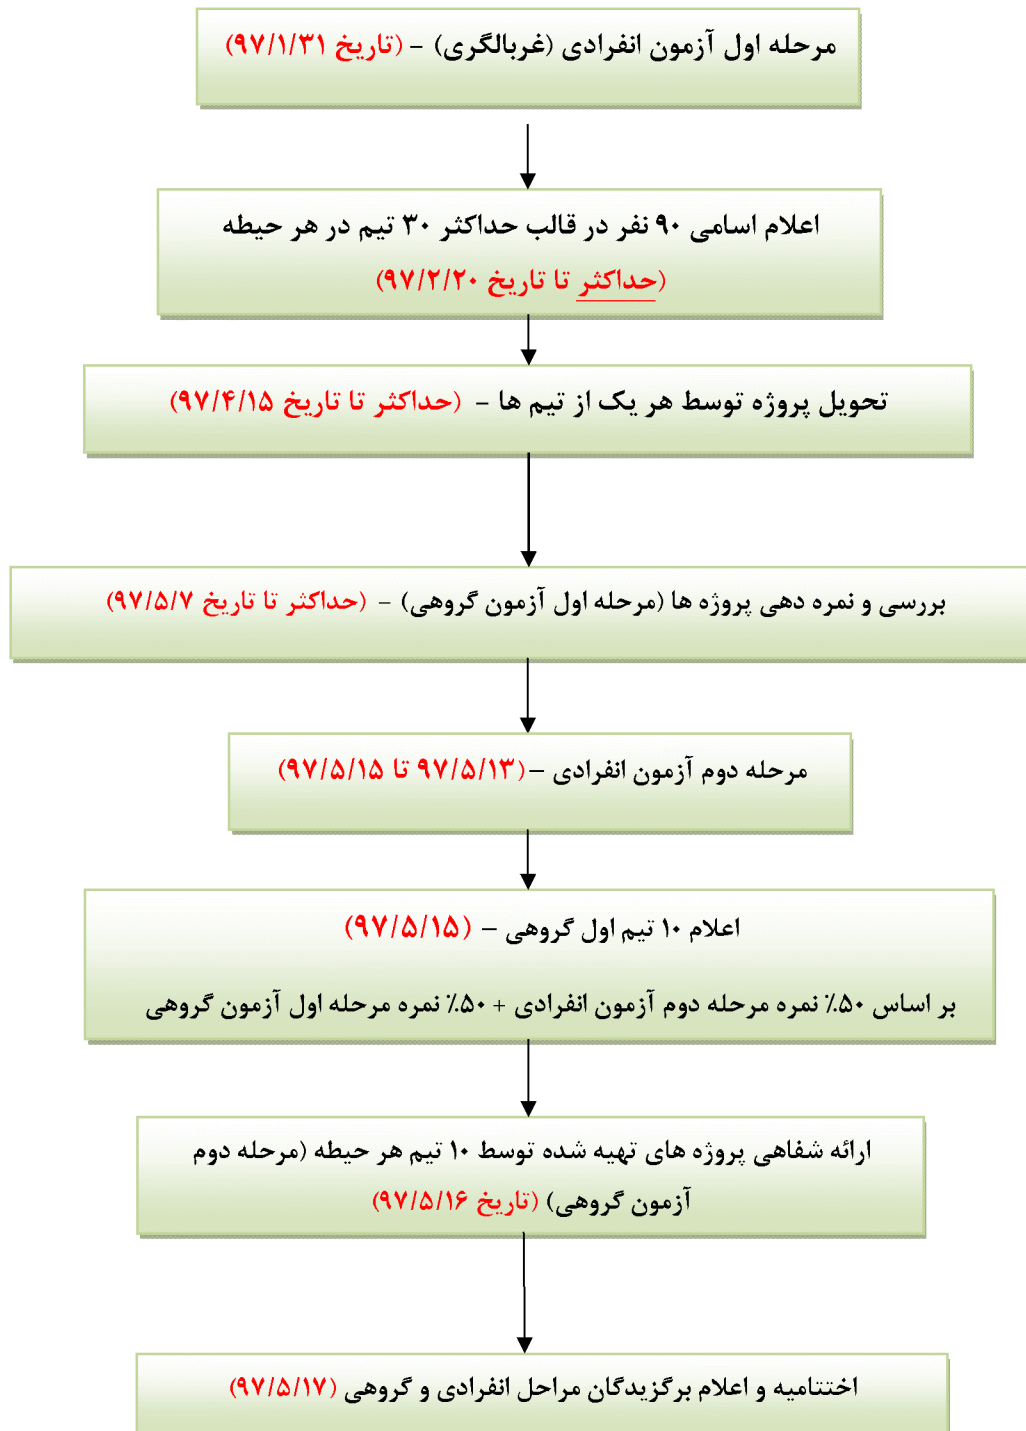 مرحله اول آزمون انفرادی (غربالگری) – (تاریخ ۹۷/۱/۳۱)
اعلام اسامی ۹۰ نفر در قالب حداکثر ۳۰ تیم در هر حیطه
(حداکثر تا تاریخ ۹۷/۲/۲۰)
تحویل پروژه توسط هر یک از تیم ها – (حداکثر تا تاریخ ۹۷/۴/۱۵)
بررسی و نمره دهی پروژه ها (مرحله اول آزمون گروهی) – (حداکثر تا تاریخ ۹۷/۵/۷)
مرحله دوم آزمون انفرادی –(۹۷/۵/۱۳ تا ۹۷/۵/۱۵)
اعلام ۱۰ تیم اول گروهی – (۹۷/۵/۱۵)
بر اساس ۵۰٪ نمره مرحله دوم آزمون انفرادی + ۵۰٪ نمره مرحله اول آزمون گروهی
ارائه شفاهی پروژه های تهیه شده توسط ۱۰ تیم هر حیطه (مرحله دوم
آزمون گروهی) (تاریخ ۹۷/۵/۱۶)
اختتامیه و اعلام برگزیدگان مراحل انفرادی و گروهی (۹۷/۵/۱۷)